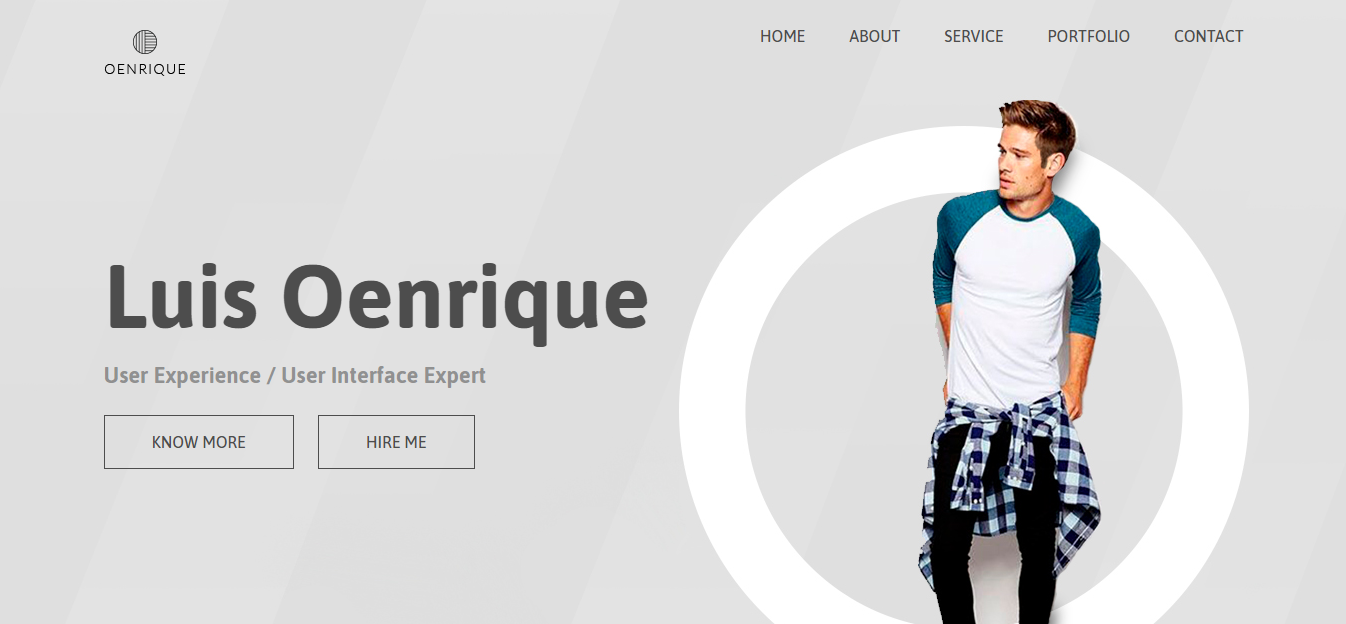 OENRIQUE
HOME ABOUT SERVICE PORTFOLIO CONTACT
Luis Oenrique
User Experience / User Interface Expert
KNOW MORE HIRE ME